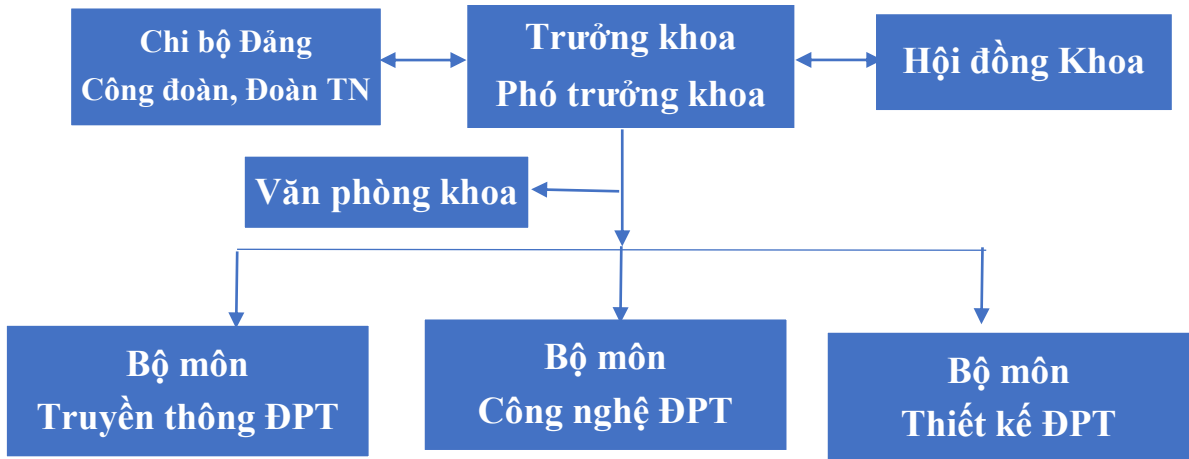 Chi bộ Đảng
Công đoàn, Đoàn TN
Trưởng khoa
Phó trưởng khoa
Hội đồng Khoa
Văn phòng khoa
Bộ môn
Truyền thông ĐPT
Bộ môn
Công nghệ ĐPT
Bộ môn
Thiết kế ĐPT